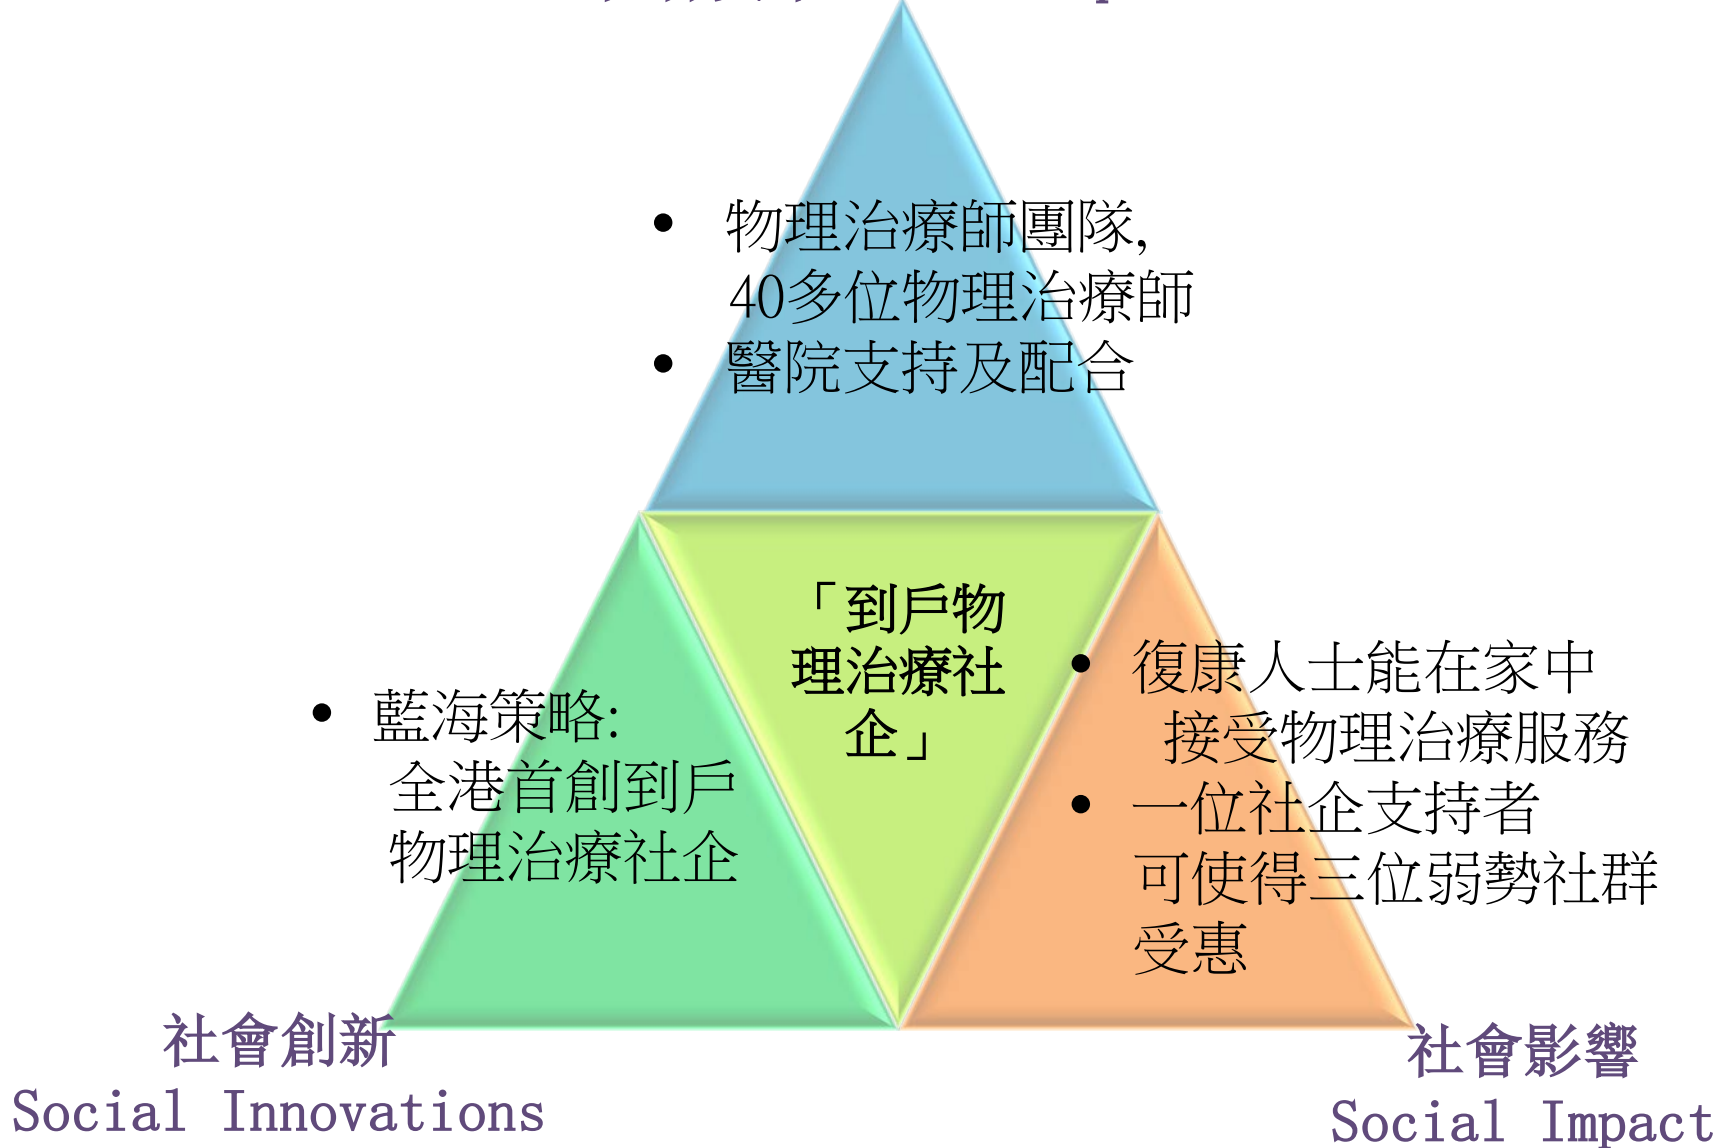 • 物理治療師團隊,
40多位物理治療師
• 醫院支持及配合
「到戶物
理治療社
企」
• 藍海策略:
全港首創到戶
物理治療社企
• 復康人士能在家中
接受物理治療服務
• 一位社企支持者
可使得三位弱勢社群
受惠
社會創新
Social Innovations
社會影響
Social Impact